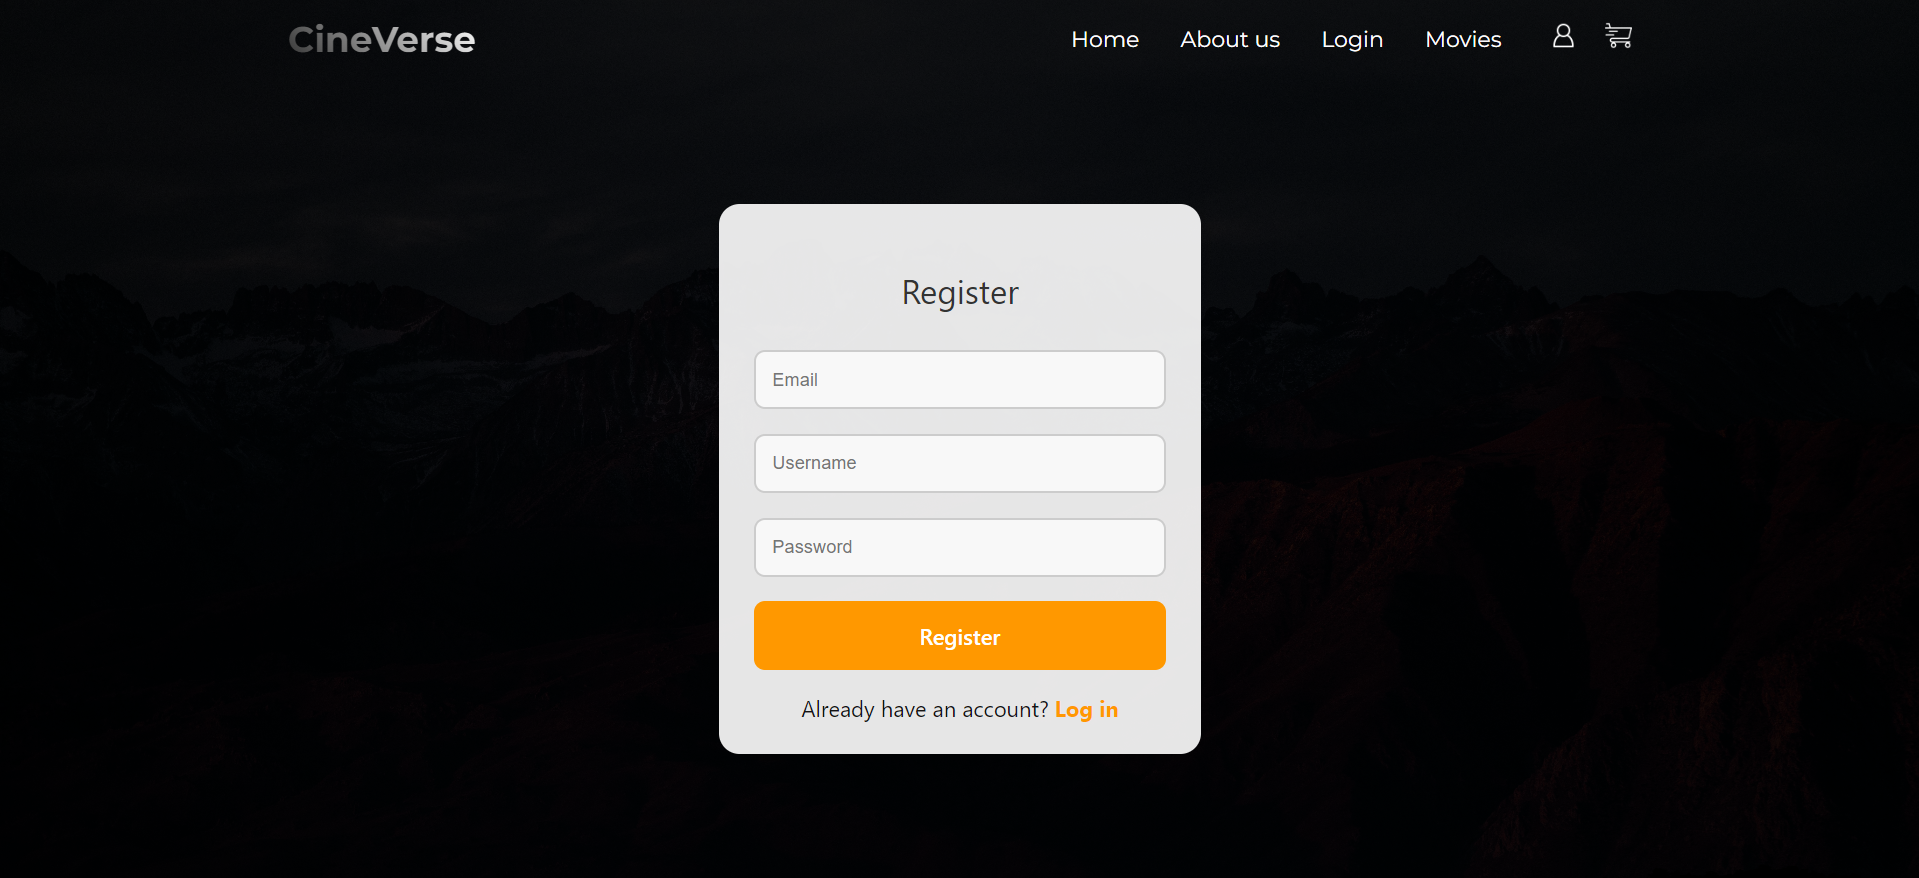 CineVerse Home About us Login Movies
Register
Email
Username
Password
Register
Already have an account? Log in